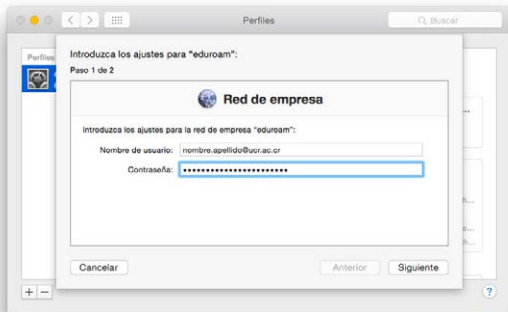 Perfiles
Buscar
Perfiles
Introduzca los ajustes para "eduroam":
Paso 1 de 2
Red de empresa
Introduzca los ajustes para la red de empresa "eduroam":
Nombre de usuario: nombre.apellido@ucr.ac.cr
Contraseña: •••••••••••••••••••••••
Cancelar
Anterior
Siguiente
+ −
?